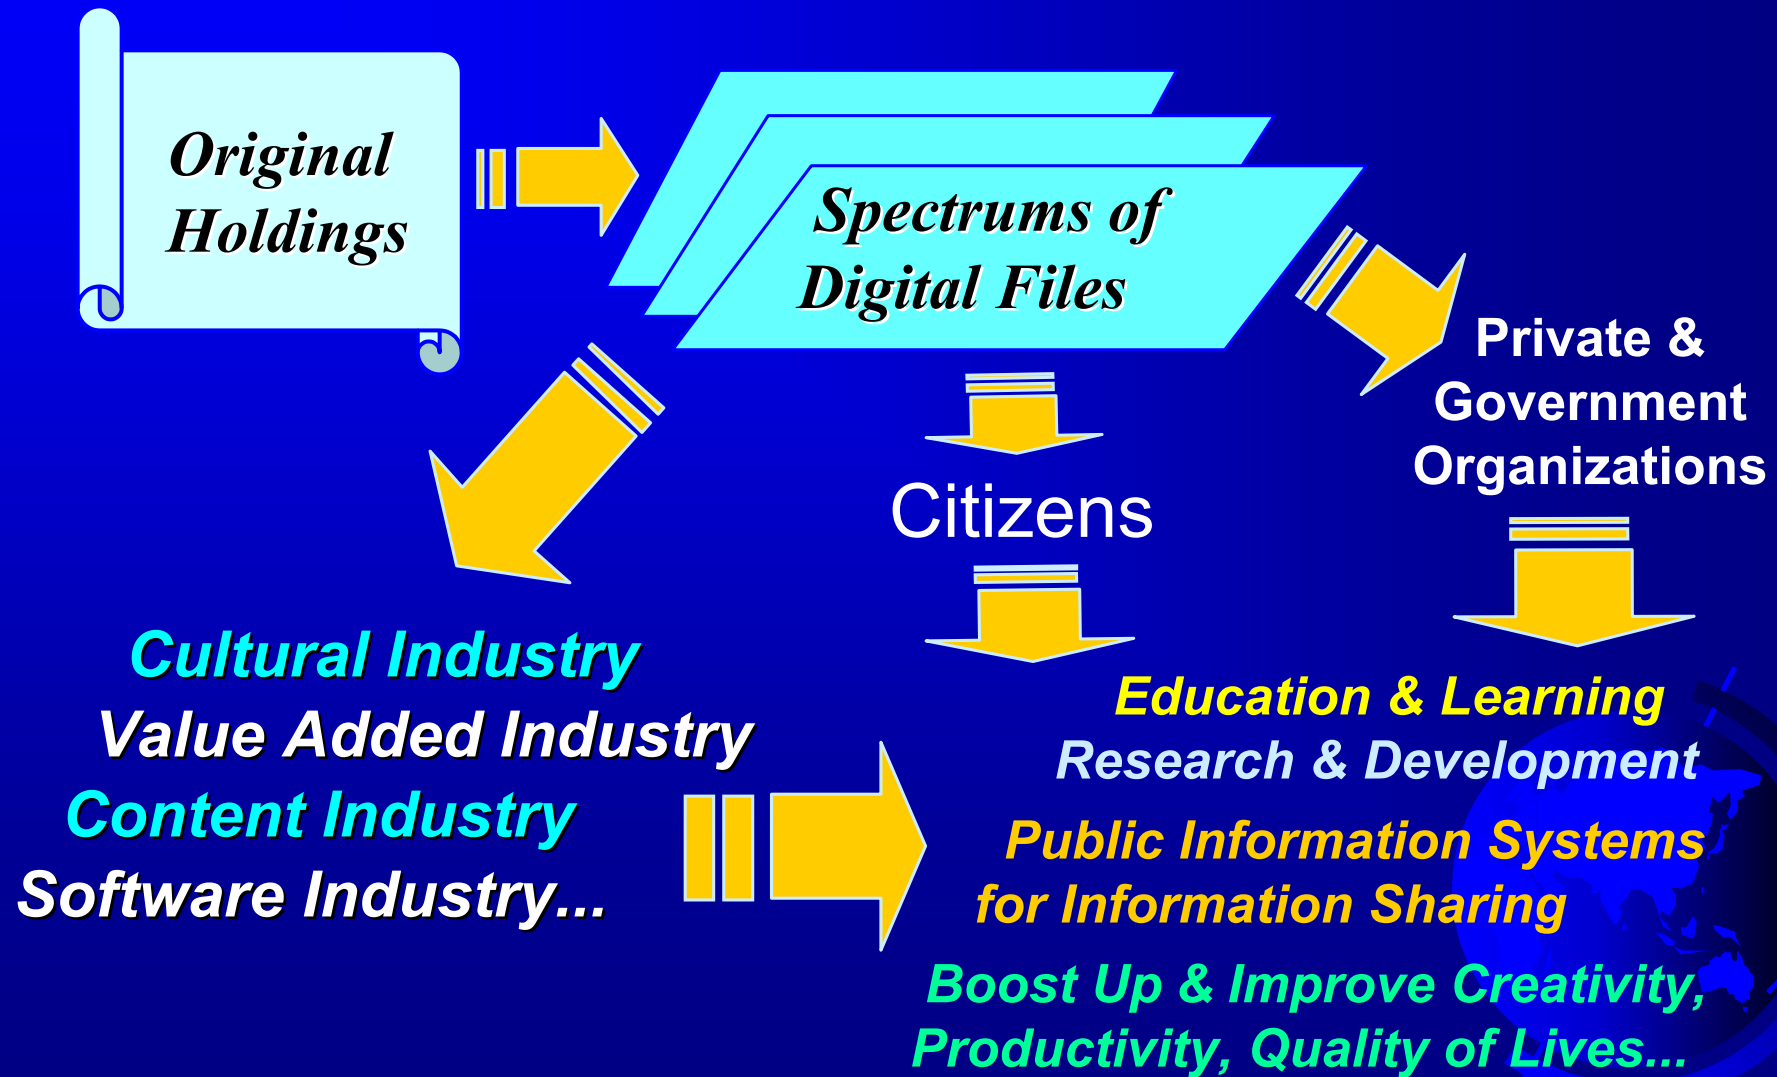 Original
Holdings
Spectrums of
Digital Files
Private &
Government
Organizations
Citizens
Cultural Industry
Value Added Industry
Content Industry
Software Industry...
Education & Learning
Research & Development
Public Information Systems
for Information Sharing
Boost Up & Improve Creativity,
Productivity, Quality of Lives...